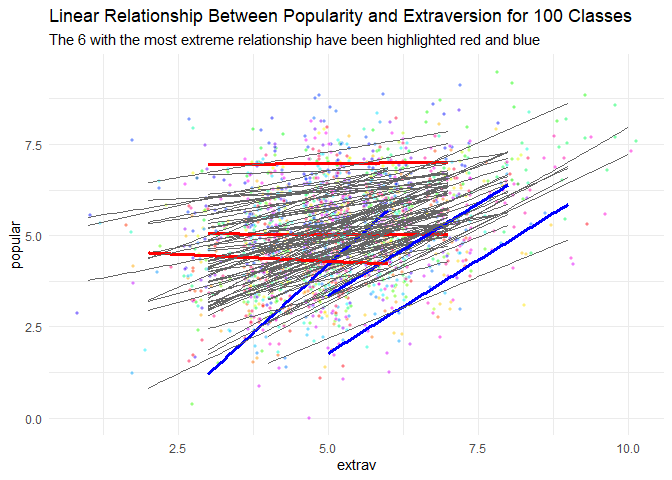 Linear Relationship Between Popularity and Extraversion for 100 Classes
The 6 with the most extreme relationship have been highlighted red and blue
popular
7.5
5.0
2.5
0.0
2.5 5.0 7.5 10.0
extrav